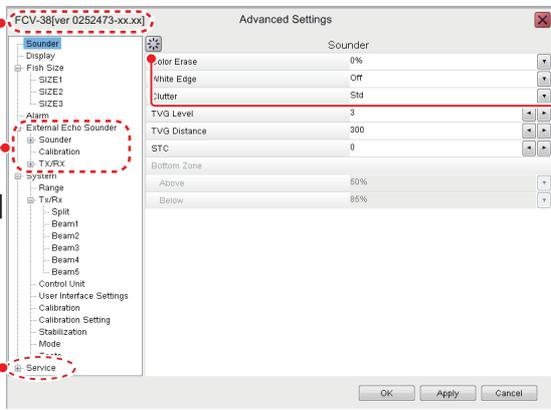 FCV-38[ver 0252473-xx.xx]
Advanced Settings
Sounder
Display
Fish Size
SIZE1
SIZE2
SIZE3
Alarm
External Echo Sounder
Sounder
Calibration
TX/RX
System
Range
Tx/Rx
Split
Beam1
Beam2
Beam3
Beam4
Beam5
Control Unit
User Interface Settings
Calibration
Calibration Setting
Stabilization
Mode
Service
Sounder
Color Erase 0%
White Edge Off
Clutter Std
TVG Level 3
TVG Distance 300
STC 0
Bottom Zone
Above 50%
Below 85%
OK Apply Cancel